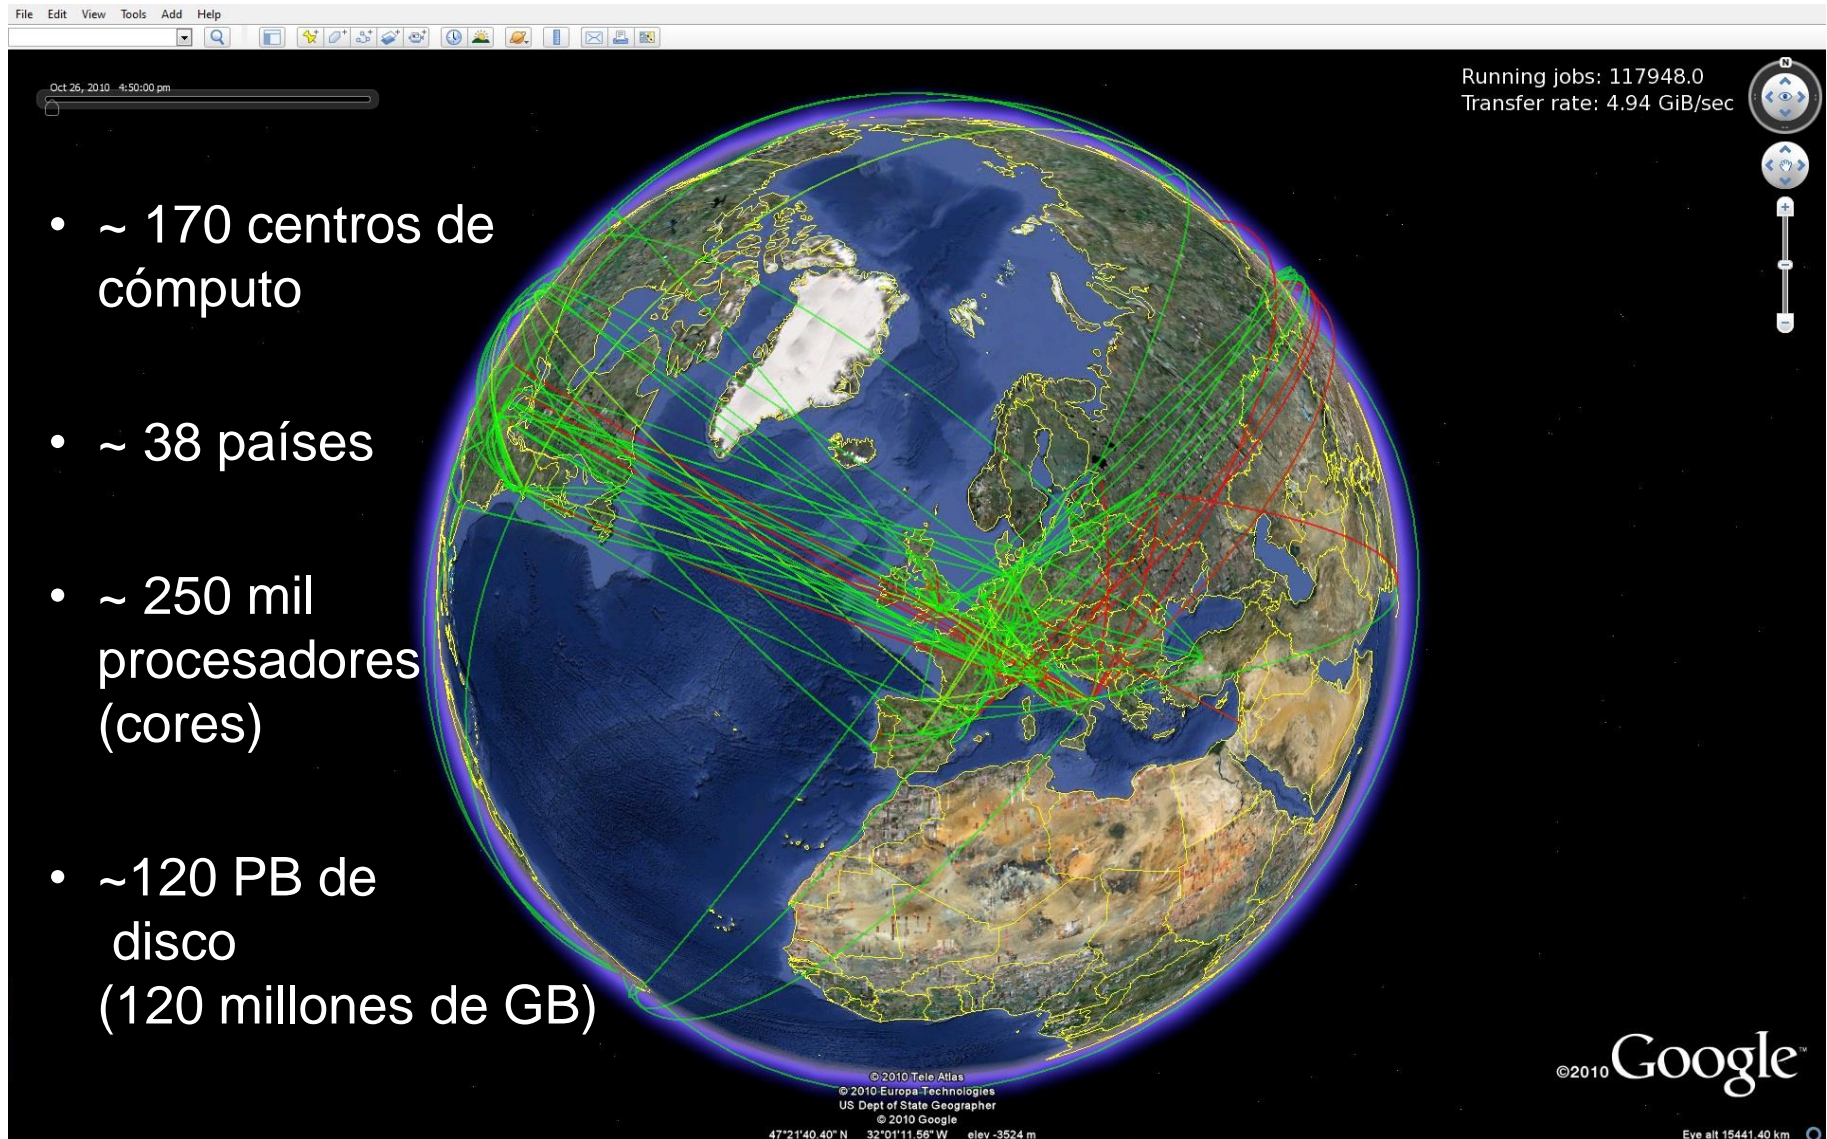 File Edit View Tools Add Help
Oct 26, 2010 4:50:00 pm
Running jobs: 117948.0
Transfer rate: 4.94 GiB/sec
N
• ~ 170 centros de
cómputo
• ~ 38 países
• ~ 250 mil
procesadores
(cores)
• ~120 PB de
disco
(120 millones de GB)
© 2010 Tele Atlas
© 2010 Europa Technologies
US Dept of State Geographer
© 2010 Google
©2010 Google™
47°21'40.40" N 32°01'11.56" W elev -3524 m
Eye alt 15441.40 km